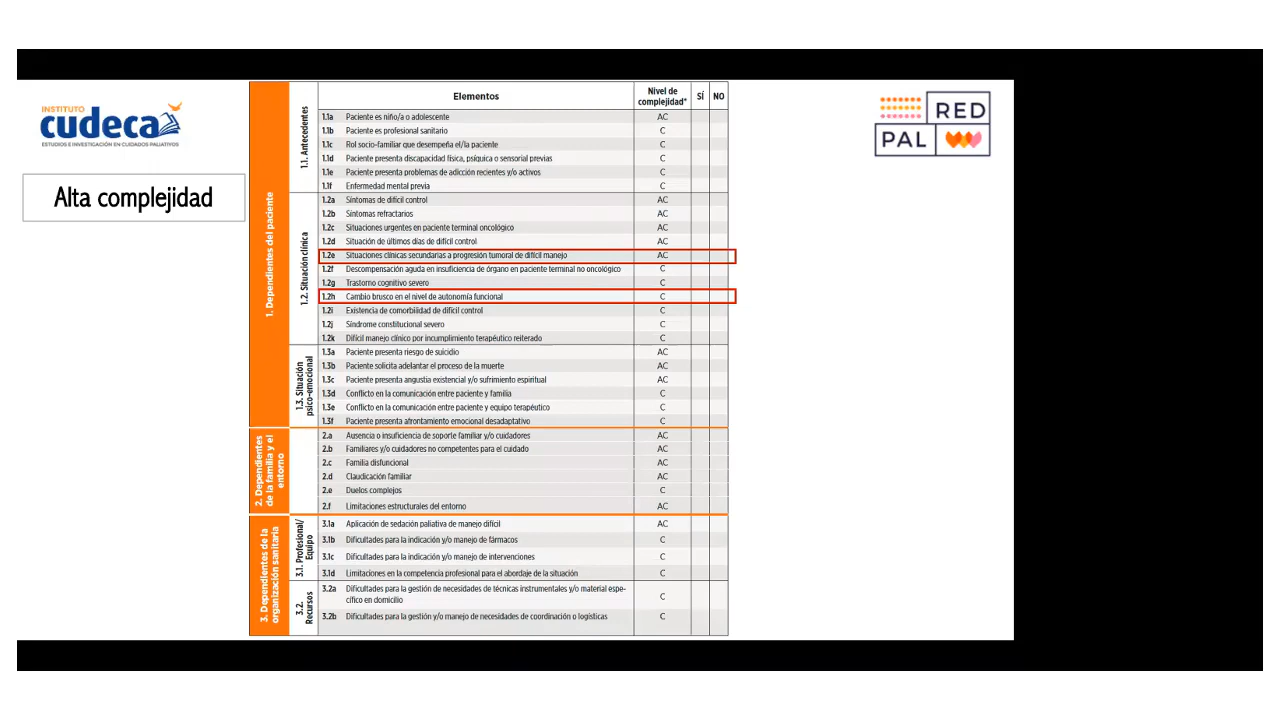 INSTITUTO
cudeca
ESTUDIOS E INVESTIGACIÓN EN CUIDADOS PALIATIVOS
Alta complejidad
RED
PAL
Elementos
Nivel de
complejidad*
SÍ
NO
1. Dependientes del paciente
1.1. Antecedentes
1.1a Paciente es niño/a o adolescente AC
1.1b Paciente es profesional sanitario C
1.1c Rol socio-familiar que desempeña el/la paciente C
1.1d Paciente presenta discapacidad física, psíquica o sensorial previas C
1.1e Paciente presenta problemas de adicción recientes y/o activos C
1.1f Enfermedad mental previa C
1.2. Situación clínica
1.2a Síntomas de difícil control AC
1.2b Síntomas refractarios AC
1.2c Situaciones urgentes en paciente terminal oncológico AC
1.2d Situación de últimos días de difícil control AC
1.2e Situaciones clínicas secundarias a progresión tumoral de difícil manejo AC
1.2f Descompensación aguda en insuficiencia de órgano en paciente terminal no oncológico C
1.2g Trastorno cognitivo severo C
1.2h Cambio brusco en el nivel de autonomía funcional C
1.2i Existencia de comorbilidad de difícil control C
1.2j Síndrome constitucional severo C
1.2k Difícil manejo clínico por incumplimiento terapéutico reiterado C
1.3. Situación
psico-emocional
1.3a Paciente presenta riesgo de suicidio AC
1.3b Paciente solicita adelantar el proceso de la muerte AC
1.3c Paciente presenta angustia existencial y/o sufrimiento espiritual AC
1.3d Conflicto en la comunicación entre paciente y familia C
1.3e Conflicto en la comunicación entre paciente y equipo terapéutico C
1.3f Paciente presenta afrontamiento emocional desadaptativo C
2. Dependientes
de la familia y el
entorno
2.a Ausencia o insuficiencia de soporte familiar y/o cuidadores AC
2.b Familiares y/o cuidadores no competentes para el cuidado AC
2.c Familia disfuncional AC
2.d Claudicación familiar AC
2.e Duelos complejos C
2.f Limitaciones estructurales del entorno AC
3. Dependientes de la
organización sanitaria
3.1. Profesional/
Equipo
3.1a Aplicación de sedación paliativa de manejo difícil AC
3.1b Dificultades para la indicación y/o manejo de fármacos C
3.1c Dificultades para la indicación y/o manejo de intervenciones C
3.1d Limitaciones en la competencia profesional para el abordaje de la situación C
3.2.
Recursos
3.2a Dificultades para la gestión de necesidades de técnicas instrumentales y/o material espe-
cífico en domicilio C
3.2b Dificultades para la gestión y/o manejo de necesidades de coordinación o logísticas C